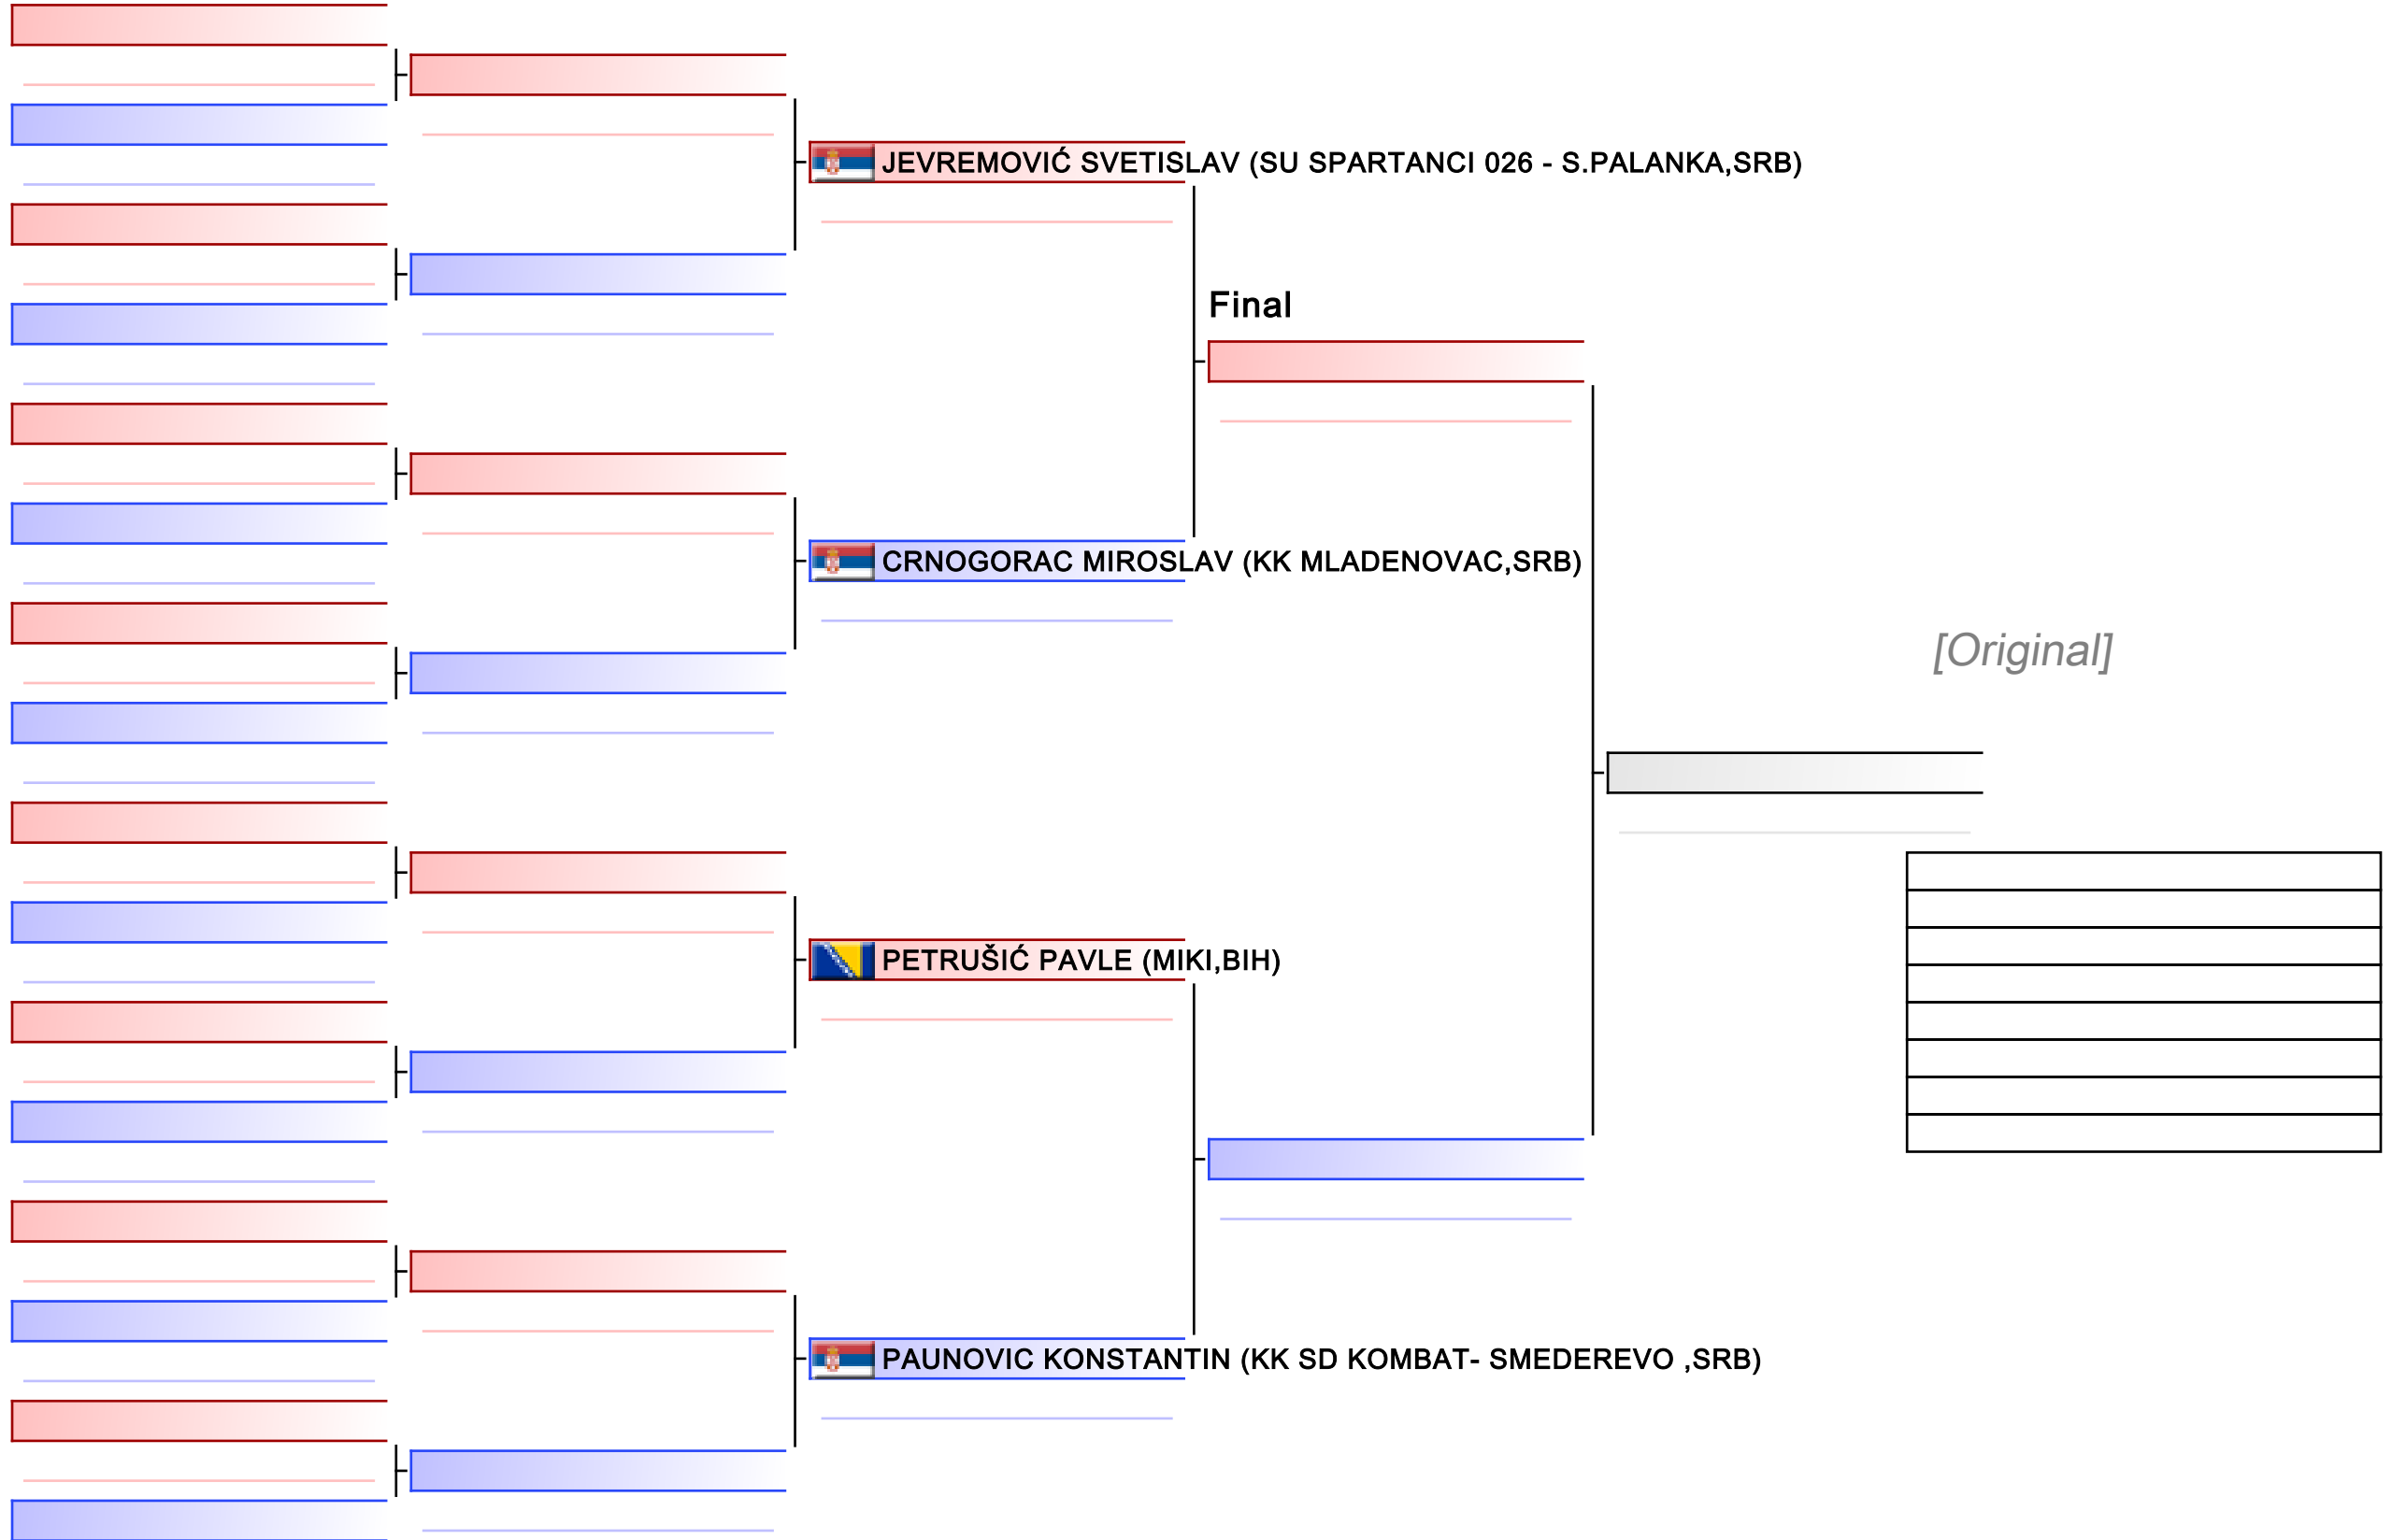 JEVREMOVIĆ SVETISLAV (SU SPARTANCI 026 - S.PALANKA,SRB)
Final
CRNOGORAC MIROSLAV (KK MLADENOVAC,SRB)
[Original]
PETRUŠIĆ PAVLE (MIKI,BIH)
PAUNOVIC KONSTANTIN (KK SD KOMBAT- SMEDEREVO ,SRB)